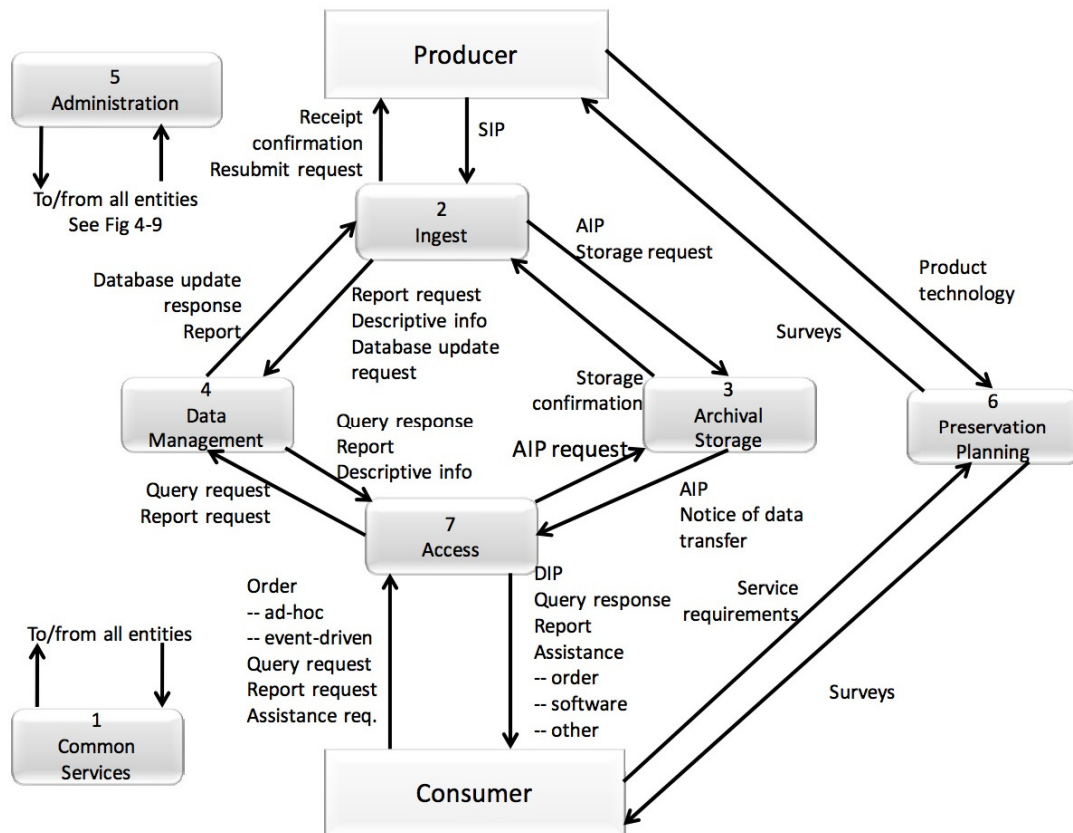 Producer
5
Administration
To/from all entities
See Fig 4-9
Receipt
confirmation
Resubmit request
SIP
2
Ingest
AIP
Storage request
Product
technology
Surveys
Database update
response
Report
Report request
Descriptive info
Database update
request
Storage
confirmation
4
Data
Management
3
Archival
Storage
6
Preservation
Planning
Query response
Report
Descriptive info
AIP request
Query request
Report request
AIP
Notice of data
transfer
7
Access
Order
-- ad-hoc
-- event-driven
Query request
Report request
Assistance req.
DIP
Query response
Report
Assistance
-- order
-- software
-- other
Service
requirements
Surveys
To/from all entities
1
Common
Services
Consumer